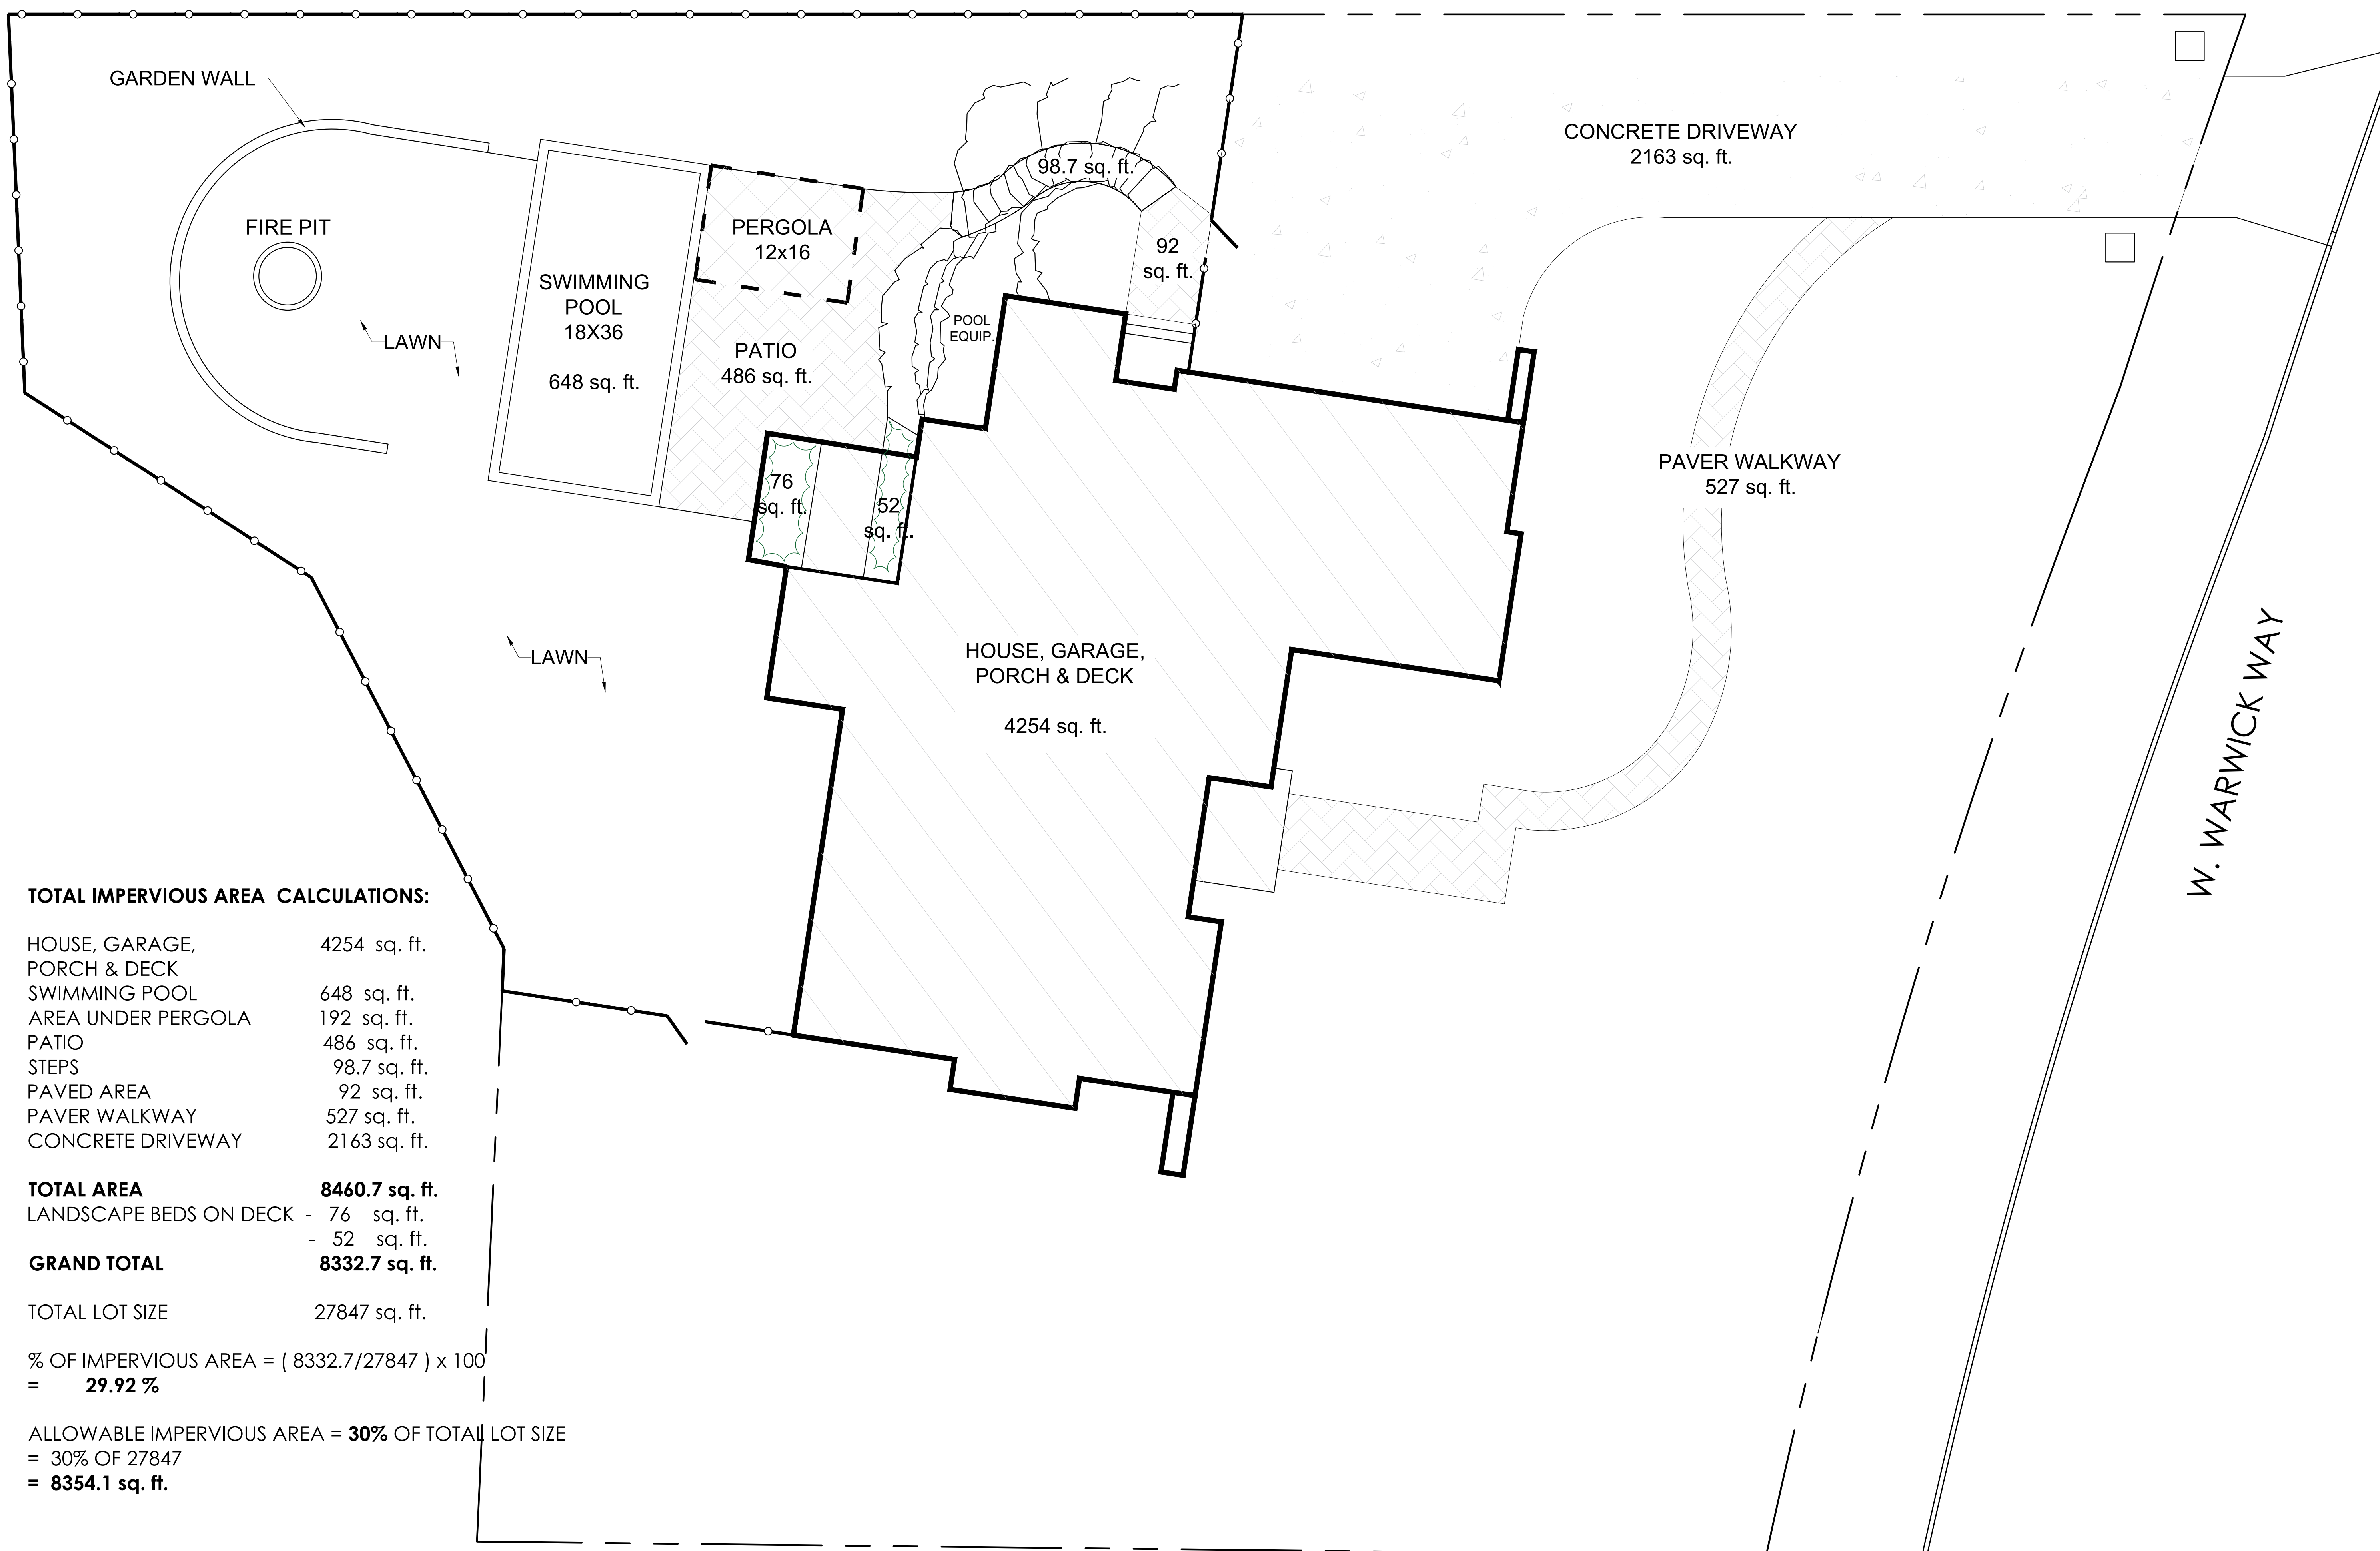 GARDEN WALL
FIRE PIT
LAWN
SWIMMING
POOL
18X36
648 sq. ft.
PERGOLA
12x16
PATIO
486 sq. ft.
98.7 sq. ft.
92
sq. ft.
POOL
EQUIP.
CONCRETE DRIVEWAY
2163 sq. ft.
PAVER WALKWAY
527 sq. ft.
76
sq. ft.
52
sq. ft.
LAWN
HOUSE, GARAGE,
PORCH & DECK
4254 sq. ft.
W. WARWICK WAY
TOTAL IMPERVIOUS AREA CALCULATIONS:
HOUSE, GARAGE, 4254 sq. ft.
PORCH & DECK
SWIMMING POOL 648 sq. ft.
AREA UNDER PERGOLA 192 sq. ft.
PATIO 486 sq. ft.
STEPS 98.7 sq. ft.
PAVED AREA 92 sq. ft.
PAVER WALKWAY 527 sq. ft.
CONCRETE DRIVEWAY 2163 sq. ft.
TOTAL AREA 8460.7 sq. ft.
LANDSCAPE BEDS ON DECK - 76 sq. ft.
- 52 sq. ft.
GRAND TOTAL 8332.7 sq. ft.
TOTAL LOT SIZE 27847 sq. ft.
% OF IMPERVIOUS AREA = ( 8332.7/27847 ) x 100
= 29.92 %
ALLOWABLE IMPERVIOUS AREA = 30% OF TOTAL LOT SIZE
= 30% OF 27847
= 8354.1 sq. ft.